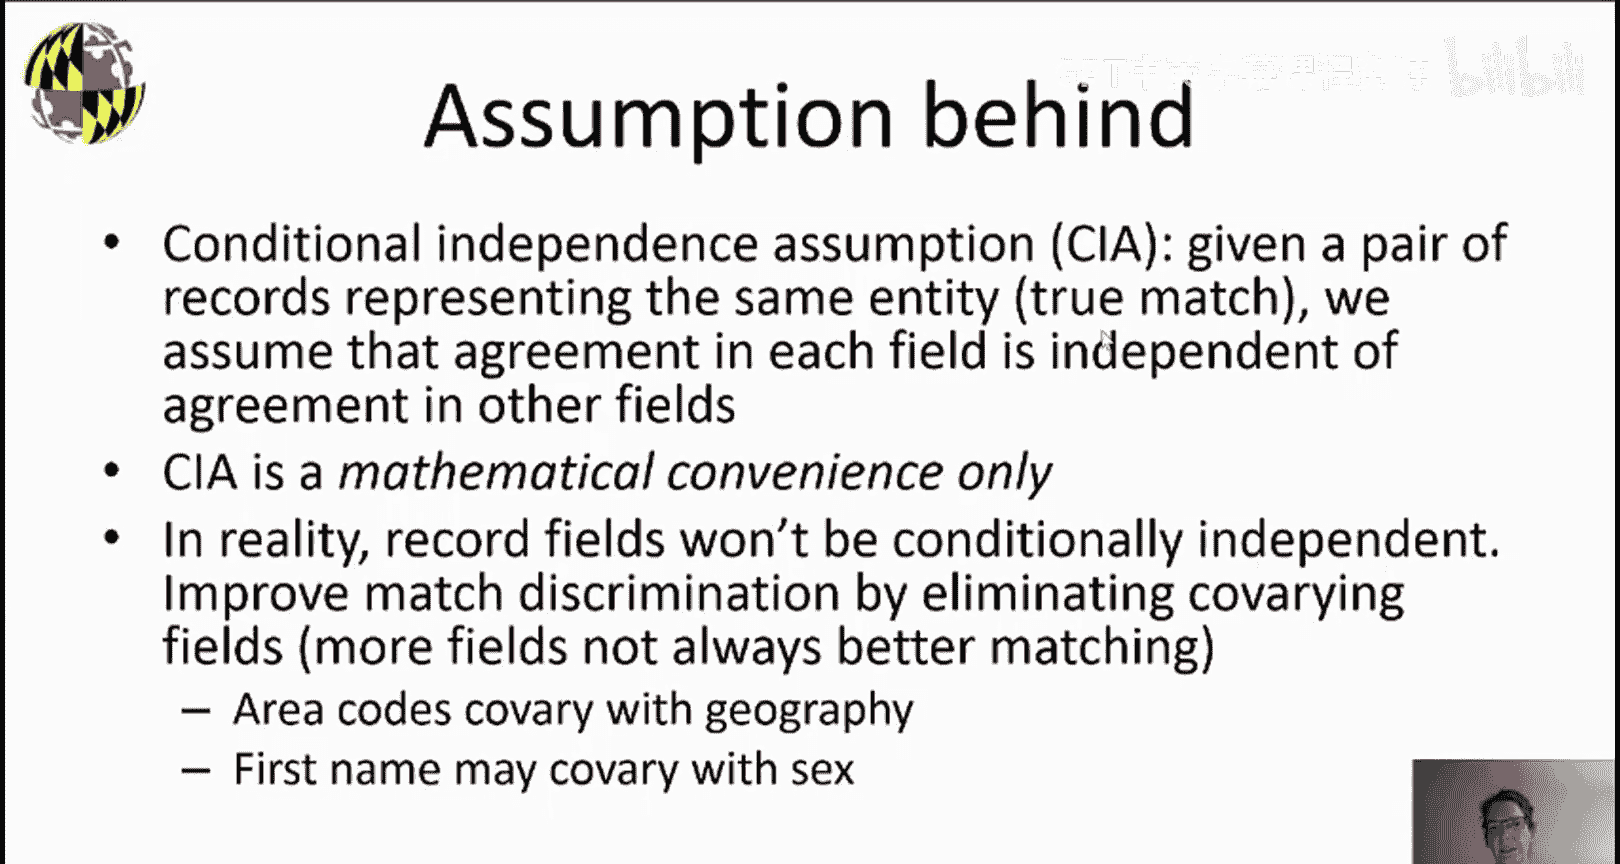 Assumption behind
• Conditional independence assumption (CIA): given a pair of
records representing the same entity (true match), we
assume that agreement in each field is independent of
agreement in other fields
• CIA is a mathematical convenience only
• In reality, record fields won't be conditionally independent.
Improve match discrimination by eliminating covarying
fields (more fields not always better matching)
– Area codes covary with geography
– First name may covary with sex
bilibili